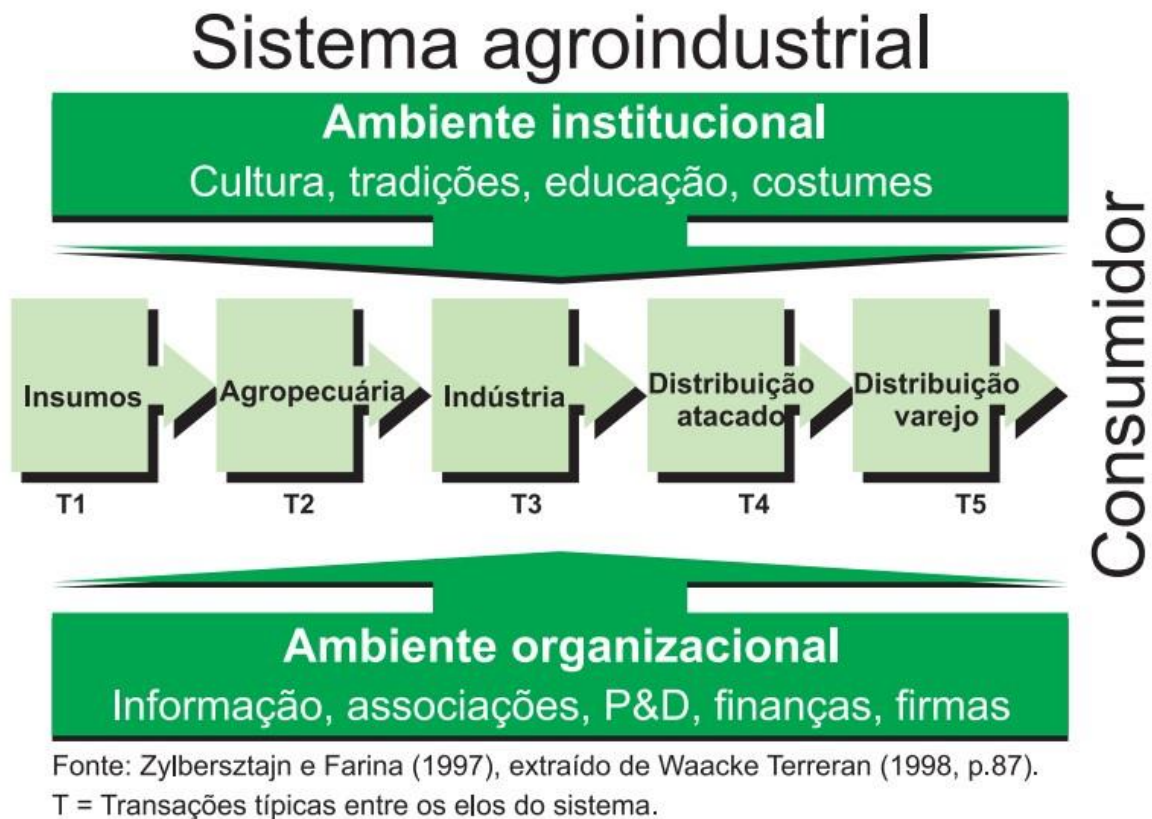 Sistema agroindustrial
Ambiente institucional
Cultura, tradições, educação, costumes
Insumos
Agropecuária
Indústria
Distribuição
atacado
Distribuição
varejo
T1
T2
T3
T4
T5
Consumidor
Ambiente organizacional
Informação, associações, P&D, finanças, firmas
Fonte: Zylbersztajn e Farina (1997), extraído de Waacke Terreran (1998, p.87).
T = Transações típicas entre os elos do sistema.